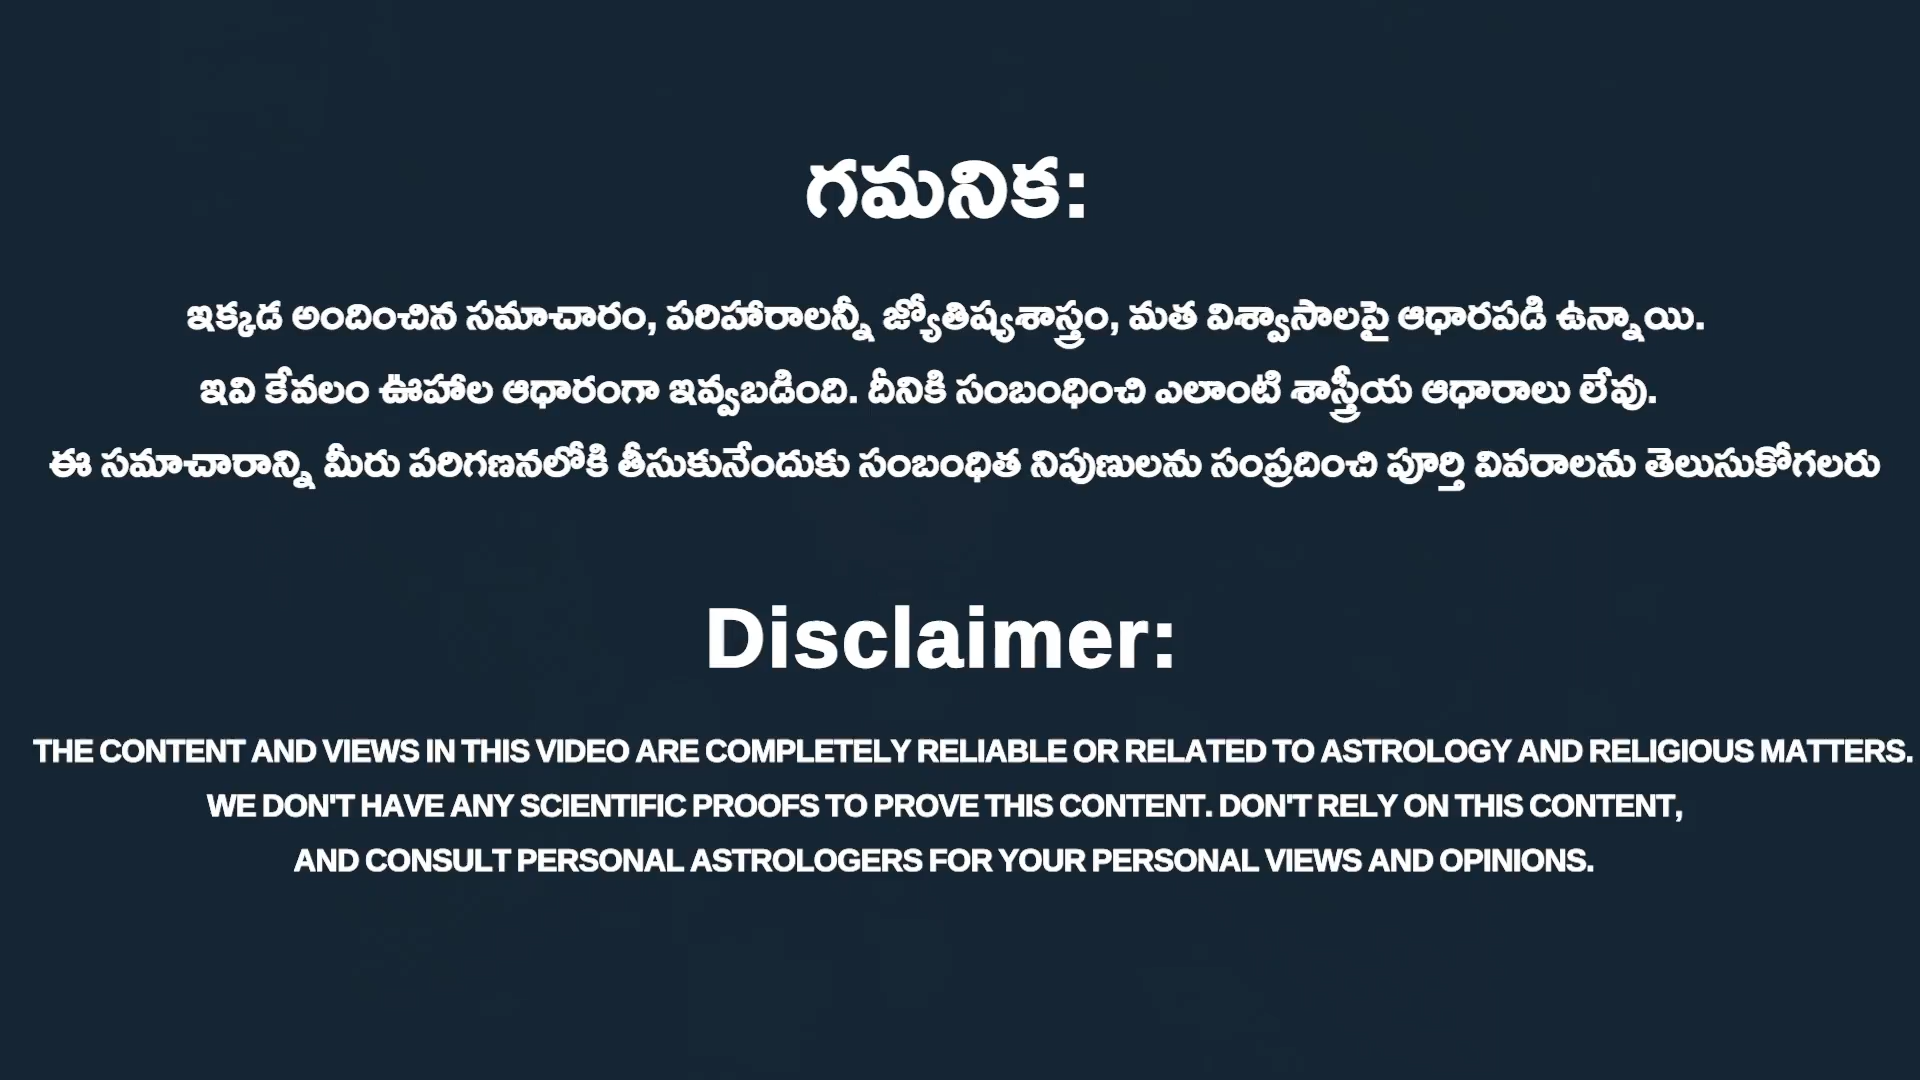 గమనిక:
ఇక్కడ అందించిన సమాచారం, పరిహారాలన్నీ జ్యోతిష్యశాస్త్రం, మత విశ్వాసాలపై ఆధారపడి ఉన్నాయి.
ఇవి కేవలం ఊహాల ఆధారంగా ఇవ్వబడింది. దీనికి సంబంధించి ఎలాంటి శాస్త్రీయ ఆధారాలు లేవు.
ఈ సమాచారాన్ని మీరు పరిగణనలోకి తీసుకునేందుకు సంబంధిత నిపుణులను సంప్రదించి పూర్తి వివరాలను తెలుసుకోగలరు
Disclaimer:
THE CONTENT AND VIEWS IN THIS VIDEO ARE COMPLETELY RELIABLE OR RELATED TO ASTROLOGY AND RELIGIOUS MATTERS.
WE DON'T HAVE ANY SCIENTIFIC PROOFS TO PROVE THIS CONTENT. DON'T RELY ON THIS CONTENT,
AND CONSULT PERSONAL ASTROLOGERS FOR YOUR PERSONAL VIEWS AND OPINIONS.